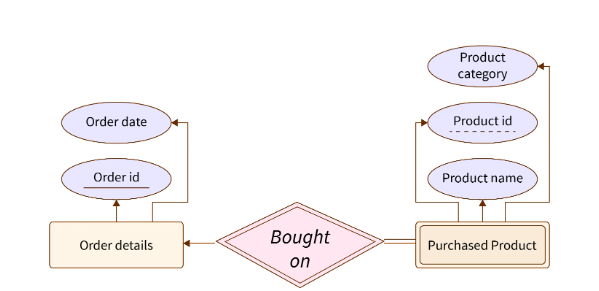 Product
category
Order date
Product id
Order id
Product name
Order details
Bought
on
Purchased Product